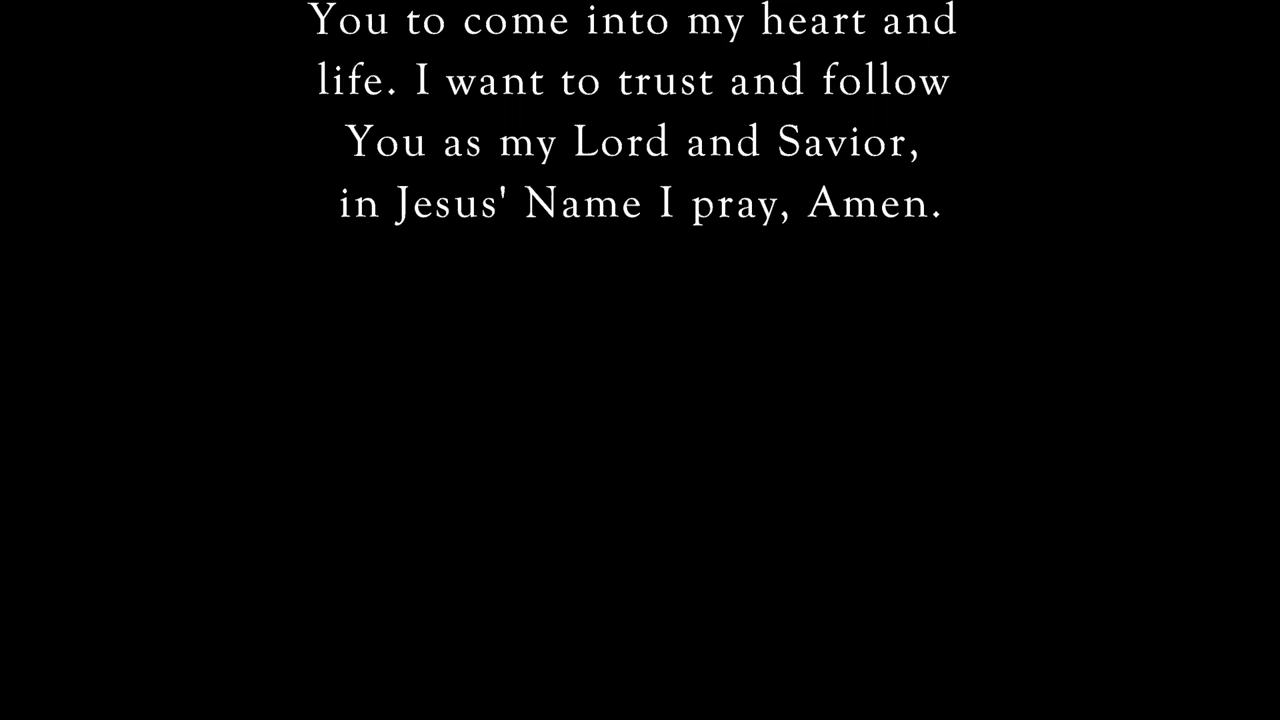 You to come into my heart and
life. I want to trust and follow
You as my Lord and Savior,
in Jesus' Name I pray, Amen.